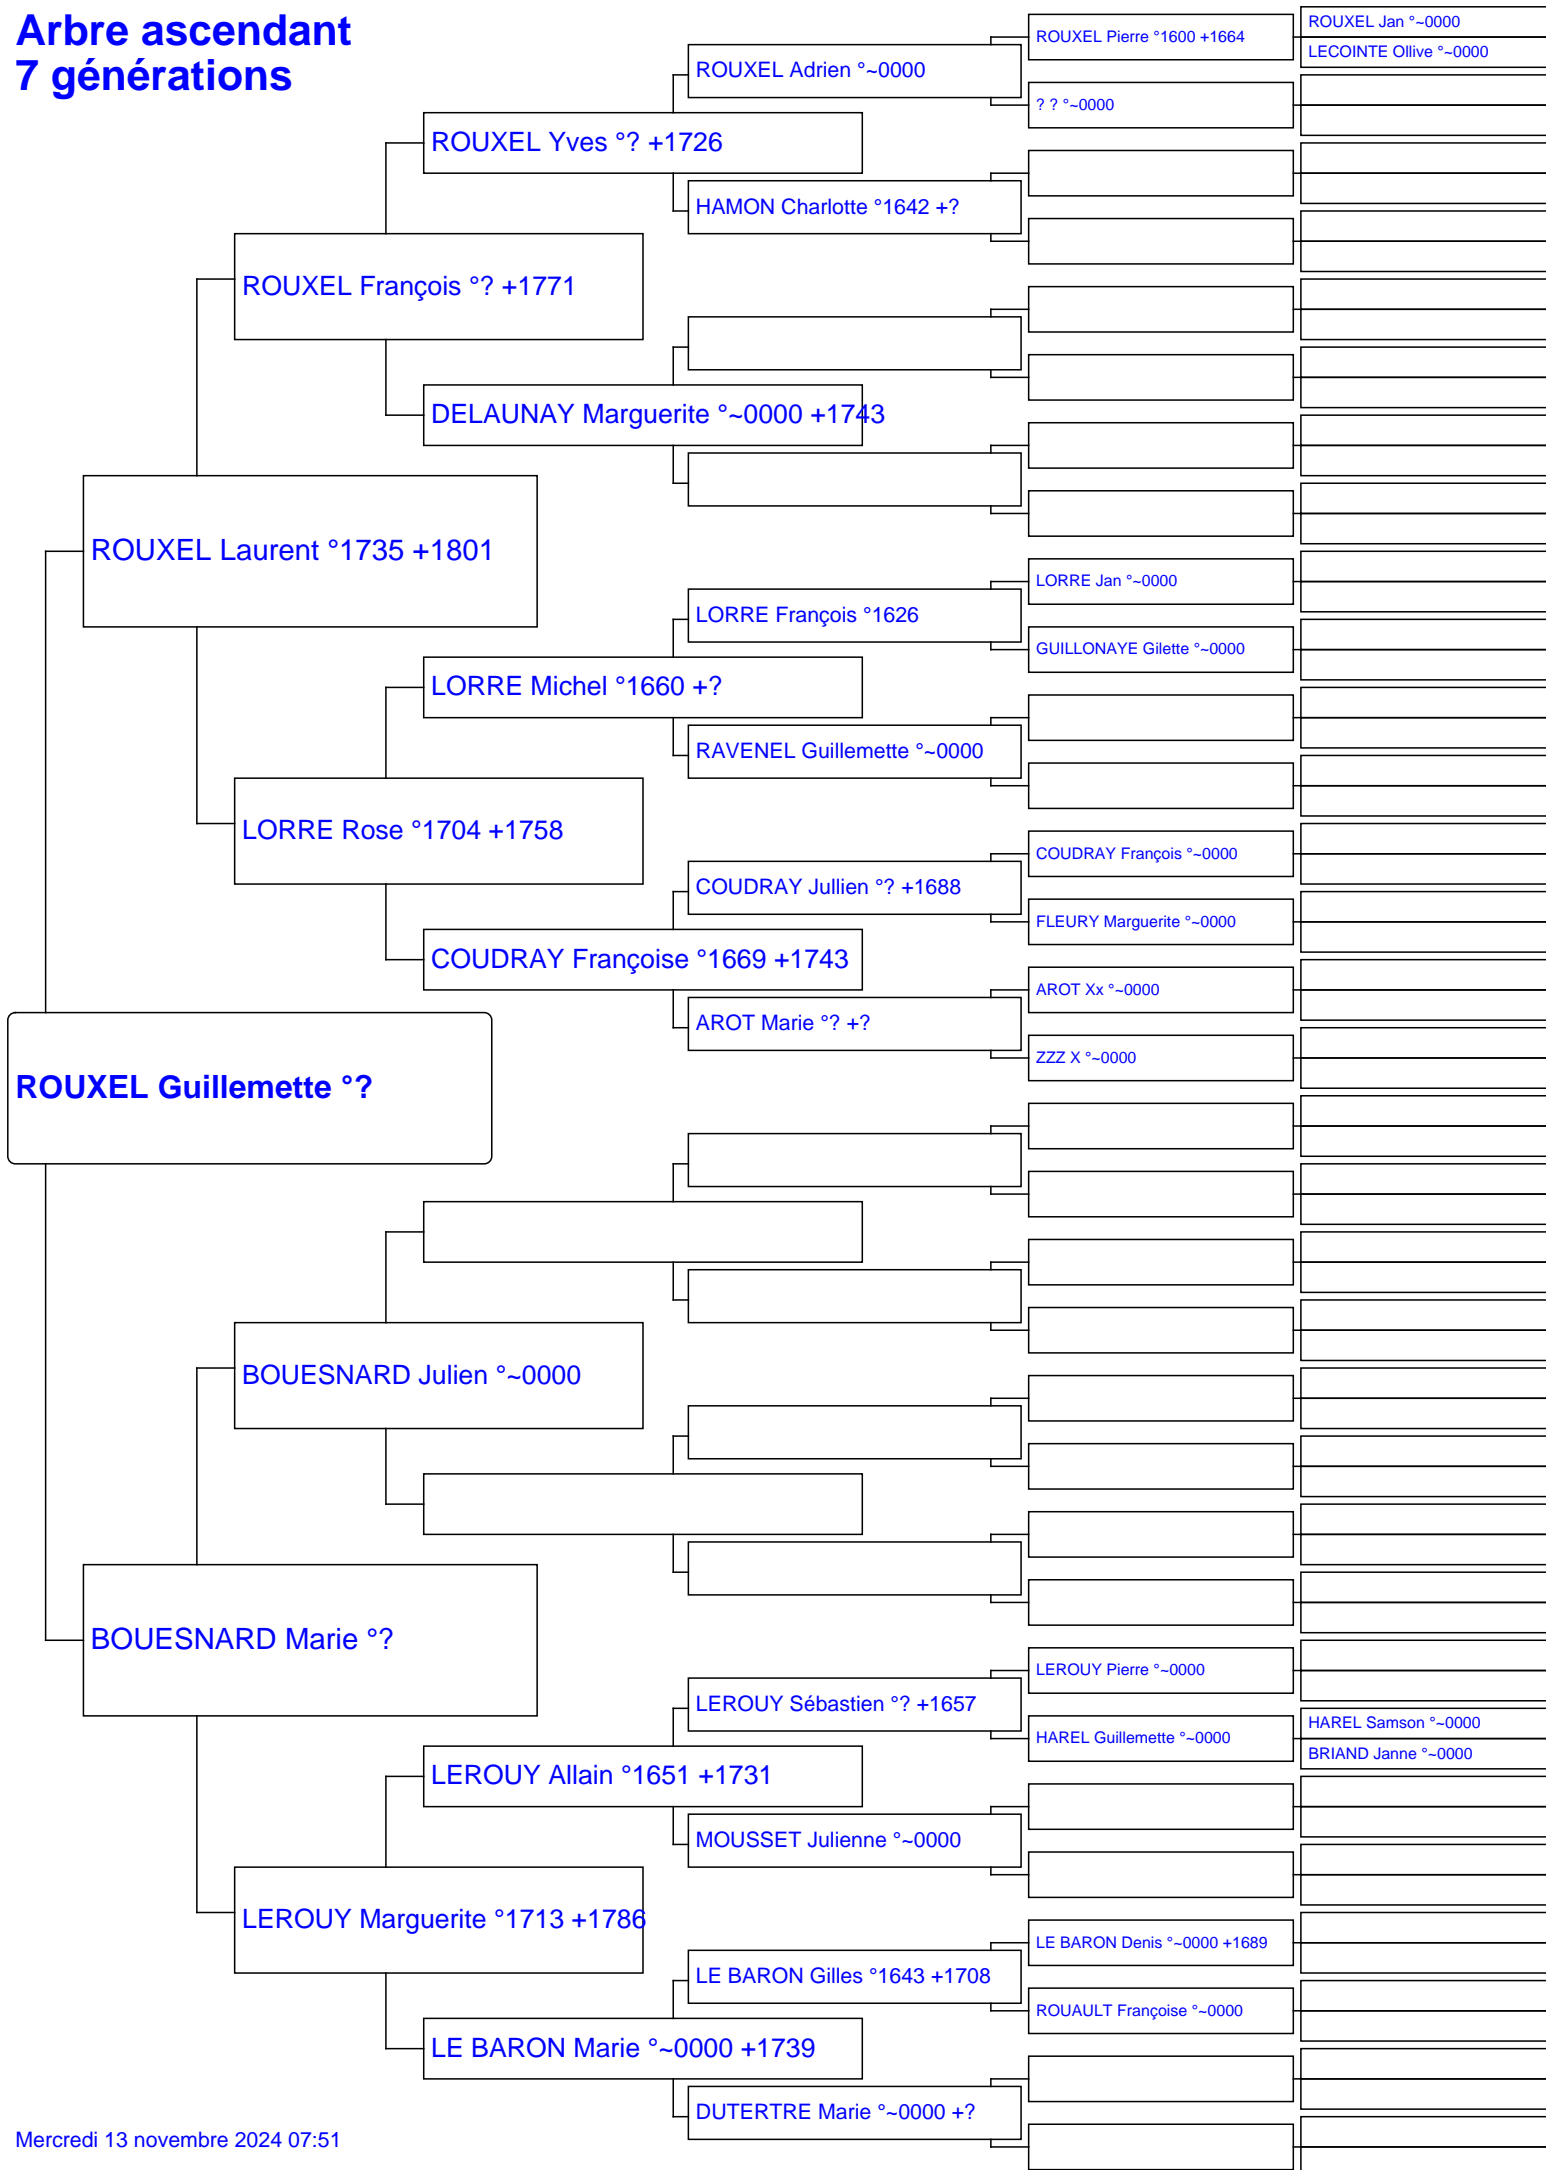 Arbre ascendant
7 générations
ROUXEL Jan °~0000
ROUXEL Pierre °1600 +1664
LECOINTE Ollive °~0000
ROUXEL Adrien °~0000
? ? °~0000
ROUXEL Yves °? +1726
HAMON Charlotte °1642 +?
ROUXEL François °? +1771
DELAUNAY Marguerite °~0000 +1743
ROUXEL Laurent °1735 +1801
LORRE Jan °~0000
LORRE François °1626
GUILLONAYE Gilette °~0000
LORRE Michel °1660 +?
RAVENEL Guillemette °~0000
LORRE Rose °1704 +1758
COUDRAY François °~0000
COUDRAY Jullien °? +1688
FLEURY Marguerite °~0000
COUDRAY Françoise °1669 +1743
AROT Xx °~0000
AROT Marie °? +?
ZZZ X °~0000
ROUXEL Guillemette °?
BOUESNARD Julien °~0000
BOUESNARD Marie °?
LEROUY Pierre °~0000
LEROUY Sébastien °? +1657
HAREL Samson °~0000
HAREL Guillemette °~0000
BRIAND Janne °~0000
LEROUY Allain °1651 +1731
MOUSSET Julienne °~0000
LEROUY Marguerite °1713 +1786
LE BARON Denis °~0000 +1689
LE BARON Gilles °1643 +1708
ROUAULT Françoise °~0000
LE BARON Marie °~0000 +1739
DUTERTRE Marie °~0000 +?
Mercredi 13 novembre 2024 07:51